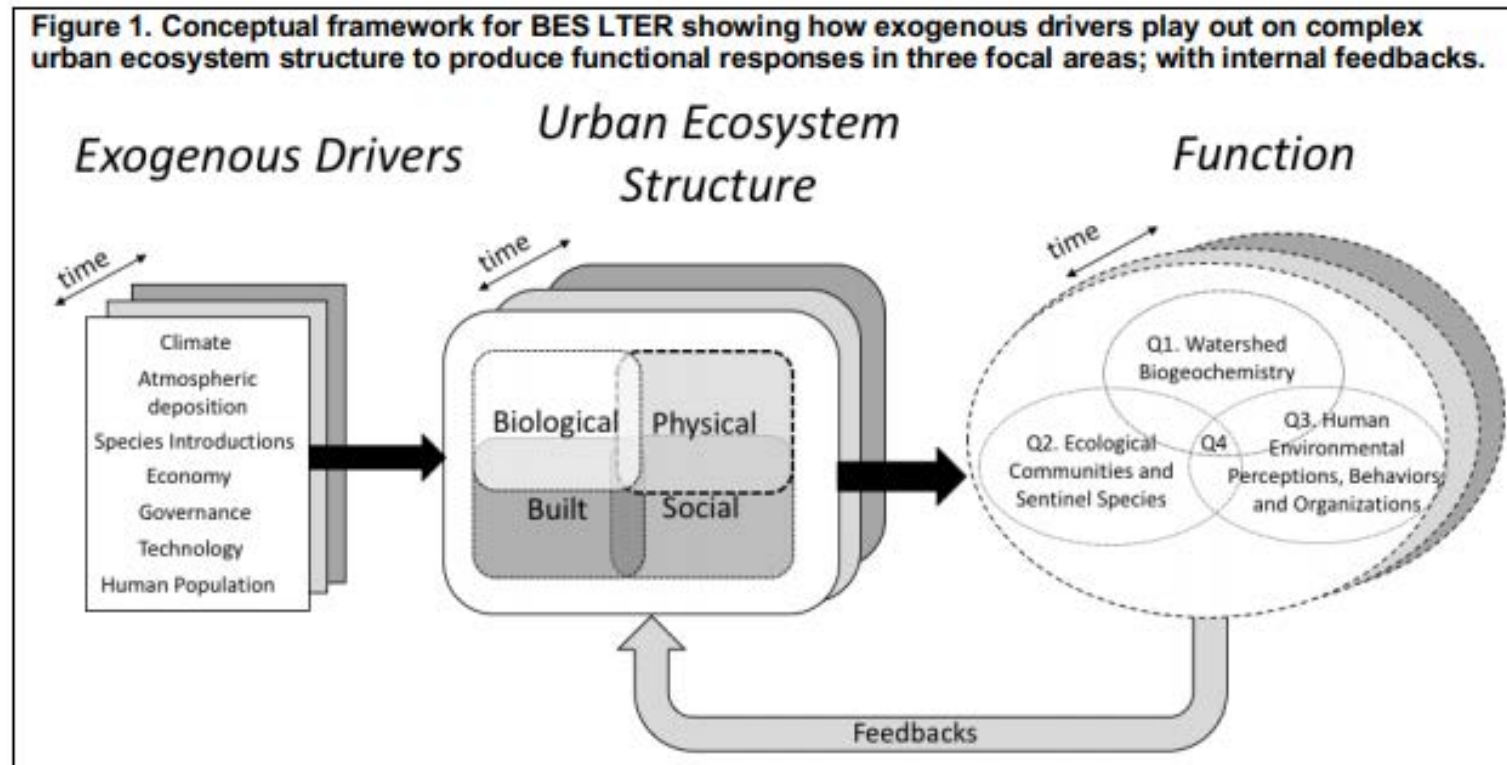 Figure 1. Conceptual framework for BES LTER showing how exogenous drivers play out on complex
urban ecosystem structure to produce functional responses in three focal areas; with internal feedbacks.
Exogenous Drivers
Urban Ecosystem
Structure
Function
time
Climate
Atmospheric
deposition
Species Introductions
Economy
Governance
Technology
Human Population
time
Biological
Physical
Built
Social
time
Q1. Watershed
Biogeochemistry
Q2. Ecological
Communities and
Sentinel Species
Q4
Q3. Human
Environmental
Perceptions, Behaviors,
and Organizations
Feedbacks